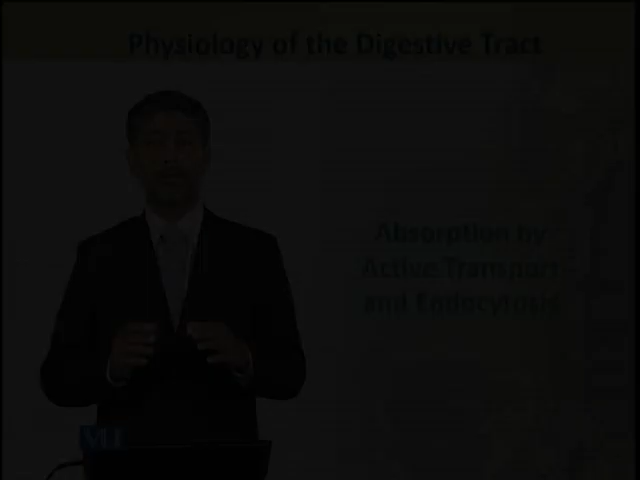 Physiology of the Digestive Tract
Absorption by
Active Transport
and Endocytosis